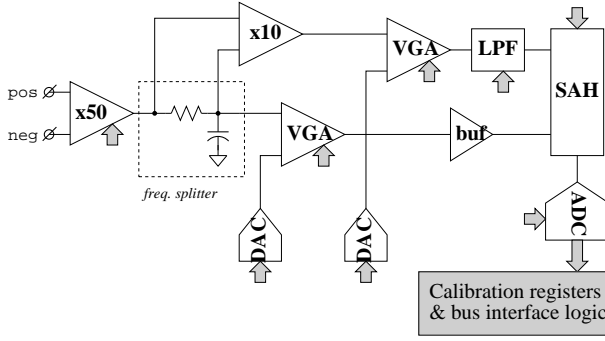 x10
VGA
LPF
SAH
pos
x50
neg
VGA
buf
freq. splitter
DAC
DAC
ADC
Calibration registers
& bus interface logic